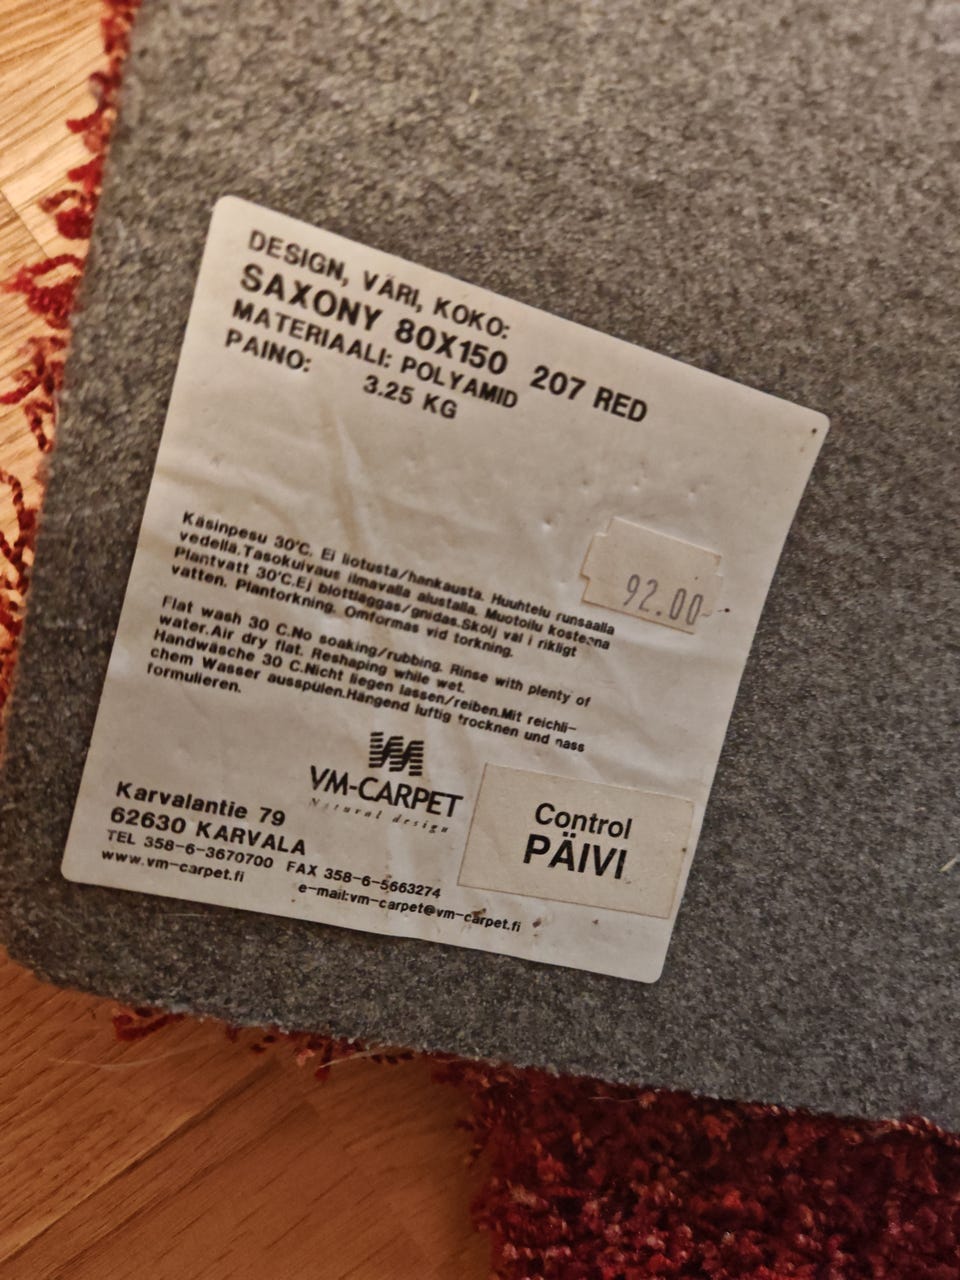 DESIGN, VÄRI, KOKO:
SAXONY 80X150 207 RED
MATERIAALI: POLYAMID
PAINO: 3.25 KG
92.00
Käsinpesu 30°C. Ei liotusta/hankausta. Huuhtelu runsaalla
vedellä.Tasokuivaus ilmavalla alustalla. Muotoilu kosteana
Plantvatt 30°C.Ej blottläggas/gnidas.Skölj väl i rikligt
vatten. Plantorkning. Omformas vid torkning.
Flat wash 30 C.No soaking/rubbing. Rinse with plenty of
water.Air dry flat. Reshaping while wet.
Handwäsche 30 C.Nicht liegen lassen/reiben.Mit reichli-
chem Wasser ausspülen.Hängend luftig trocknen und nass
formulieren.
VM-CARPET
Natural design
Control
PÄIVI
Karvalantie 79
62630 KARVALA
TEL 358-6-3670700 FAX 358-6-5663274
www.vm-carpet.fi e-mail:vm-carpet@vm-carpet.fi